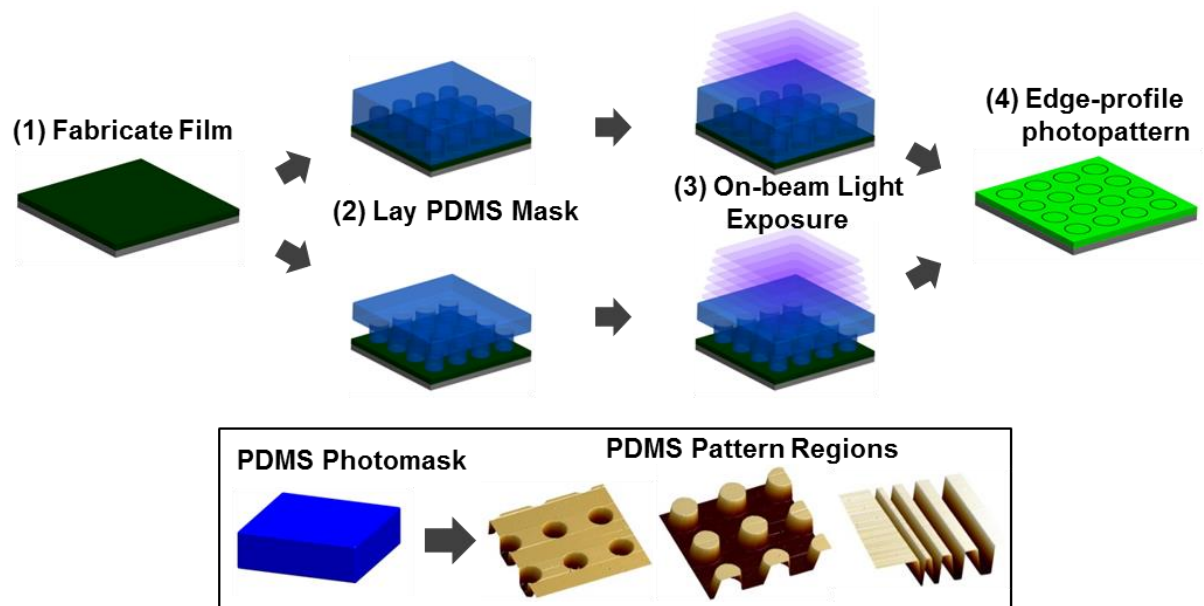 (1) Fabricate Film
(2) Lay PDMS Mask
(3) On-beam Light
Exposure
(4) Edge-profile
photopattern
PDMS Photomask
PDMS Pattern Regions